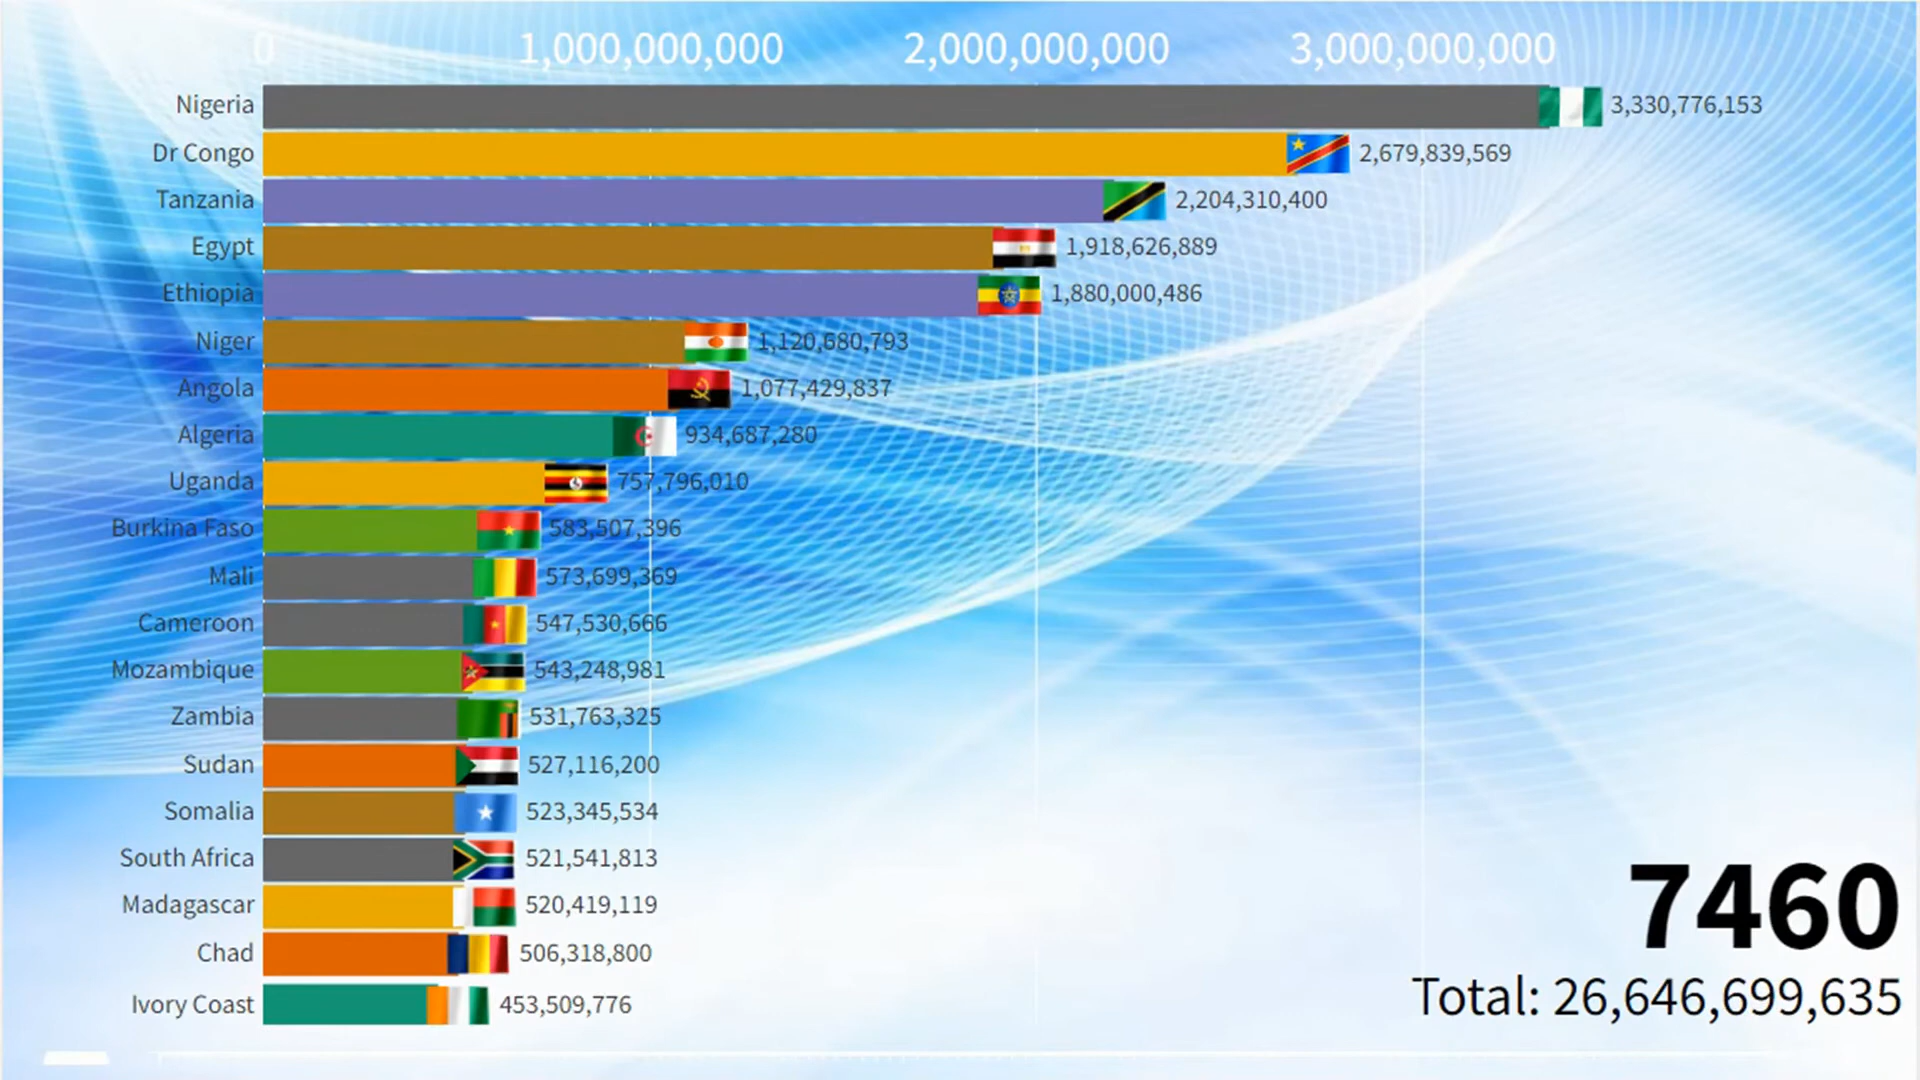 0 1,000,000,000 2,000,000,000 3,000,000,000
Nigeria 3,330,776,153
Dr Congo 2,679,839,569
Tanzania 2,204,310,400
Egypt 1,918,626,889
Ethiopia 1,880,000,486
Niger 1,120,680,793
Angola 1,077,429,837
Algeria 934,687,280
Uganda 757,796,010
Burkina Faso 583,507,396
Mali 573,699,369
Cameroon 547,530,666
Mozambique 543,248,981
Zambia 531,763,325
Sudan 527,116,200
Somalia 523,345,534
South Africa 521,541,813
Madagascar 520,419,119
Chad 506,318,800
Ivory Coast 453,509,776
7460
Total: 26,646,699,635